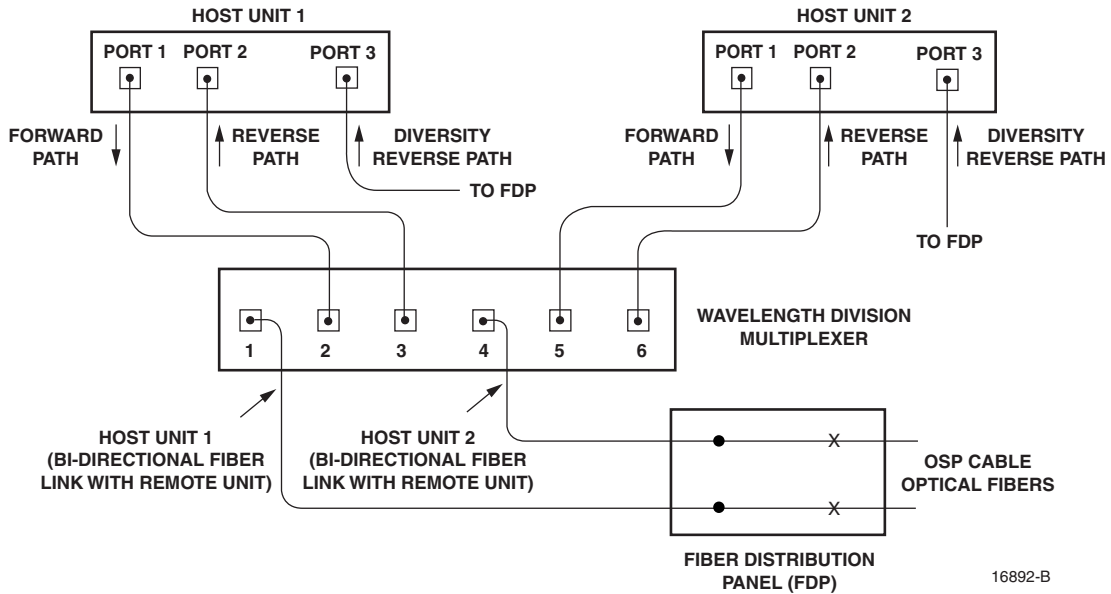 HOST UNIT 1
HOST UNIT 2
PORT 1 PORT 2 PORT 3
PORT 1 PORT 2 PORT 3
FORWARD
PATH
REVERSE
PATH
DIVERSITY
REVERSE PATH
FORWARD
PATH
REVERSE
PATH
DIVERSITY
REVERSE PATH
TO FDP
TO FDP
WAVELENGTH DIVISION
MULTIPLEXER
1 2 3 4 5 6
HOST UNIT 1
(BI-DIRECTIONAL FIBER
LINK WITH REMOTE UNIT)
HOST UNIT 2
(BI-DIRECTIONAL FIBER
LINK WITH REMOTE UNIT)
X
X
OSP CABLE
OPTICAL FIBERS
FIBER DISTRIBUTION
PANEL (FDP)
16892-B